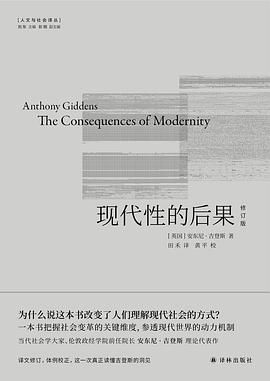 [人文与社会译丛]
刘东 主编 彭刚 副主编
Anthony Giddens
The Consequences of Modernity
现代性的后果
修订版
[英国]安东尼·吉登斯 著
田禾 译 黄平 校
为什么说这本书改变了人们理解现代社会的方式?
一本书把握社会变革的关键维度,参透现代世界的动力机制
当代社会学大家、伦敦政经学院前任院长 安东尼·吉登斯 理论代表作
译文修订,体例校正,这一次真正读懂吉登斯的洞见
译林出版社